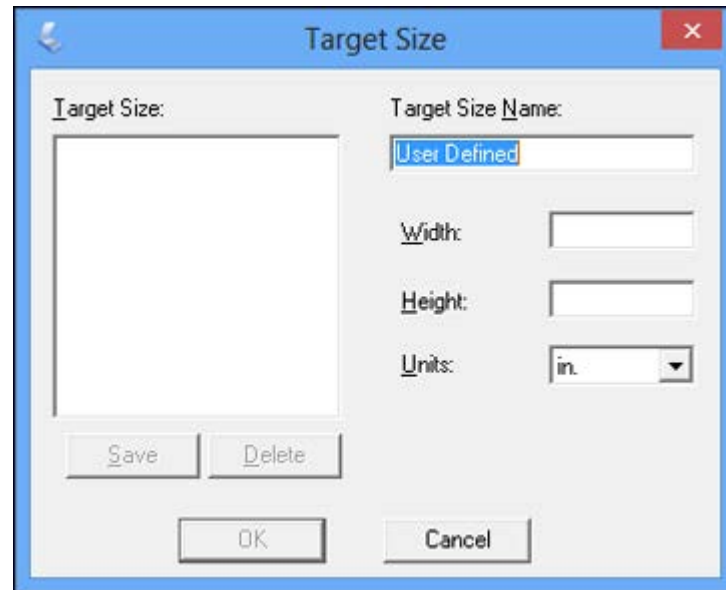 Target Size
Target Size:
Target Size Name:
User Defined
Width:
Height:
Units:
in.
Save
Delete
OK
Cancel